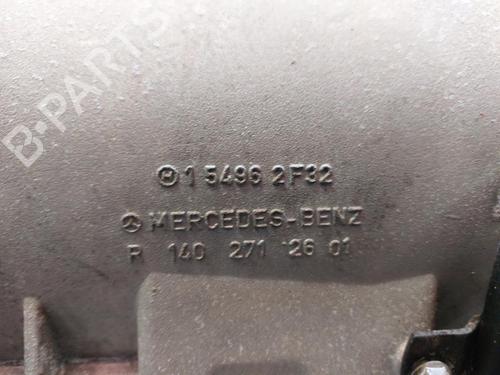 B-PARTS
1 5496 2F32
MERCEDES-BENZ
R 140 271 26 01